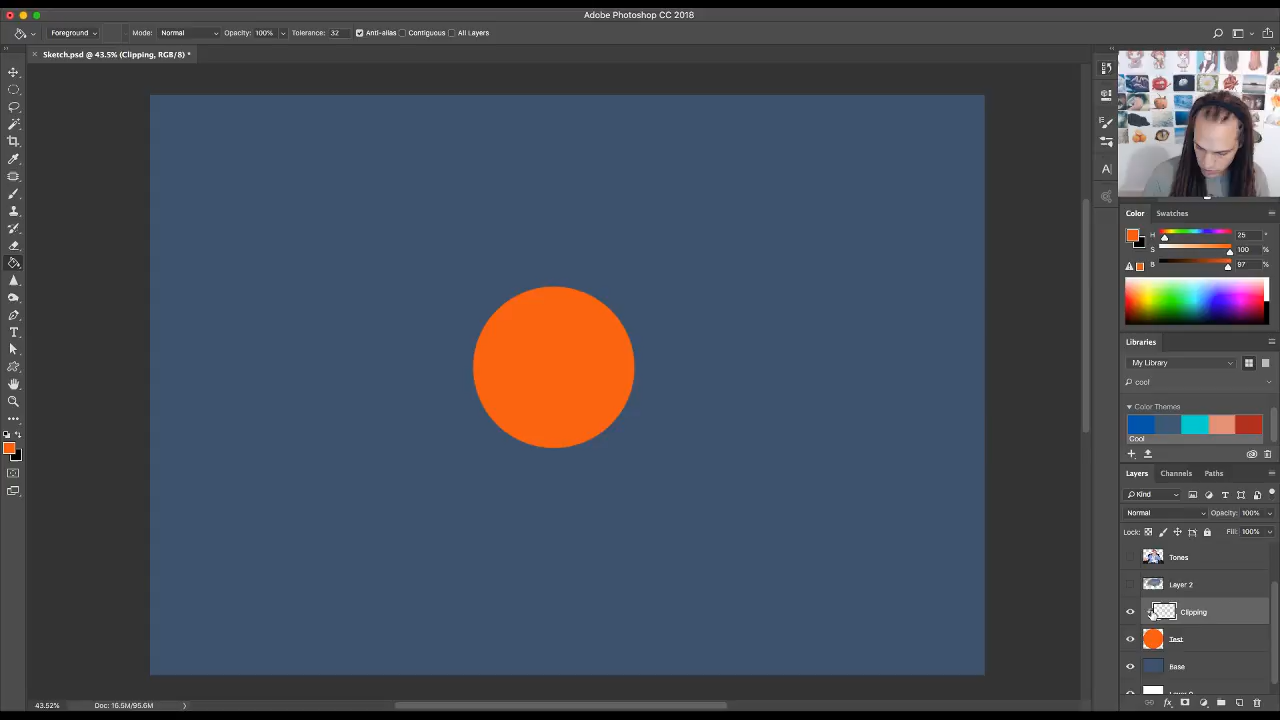 Adobe Photoshop CC 2018
Foreground Mode: Normal Opacity: 100% Tolerance: 32 Anti-alias Contiguous All Layers
Sketch.psd @ 43.5% (Clipping, RGB/8) *
Color Swatches
H 25 °
S 100 %
B 97 %
Libraries
My Library
cool
Color Themes
Cool
Layers Channels Paths
Kind
Normal Opacity: 100%
Lock: Fill: 100%
Tones
Layer 2
Clipping
Test
Base
43.52% Doc: 16.5M/95.6M